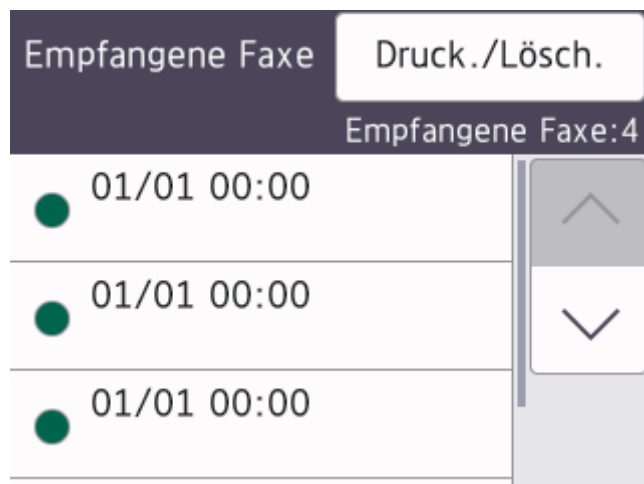 Empfangene Faxe
Druck./Lösch.
Empfangene Faxe:4
01/01 00:00
01/01 00:00
01/01 00:00